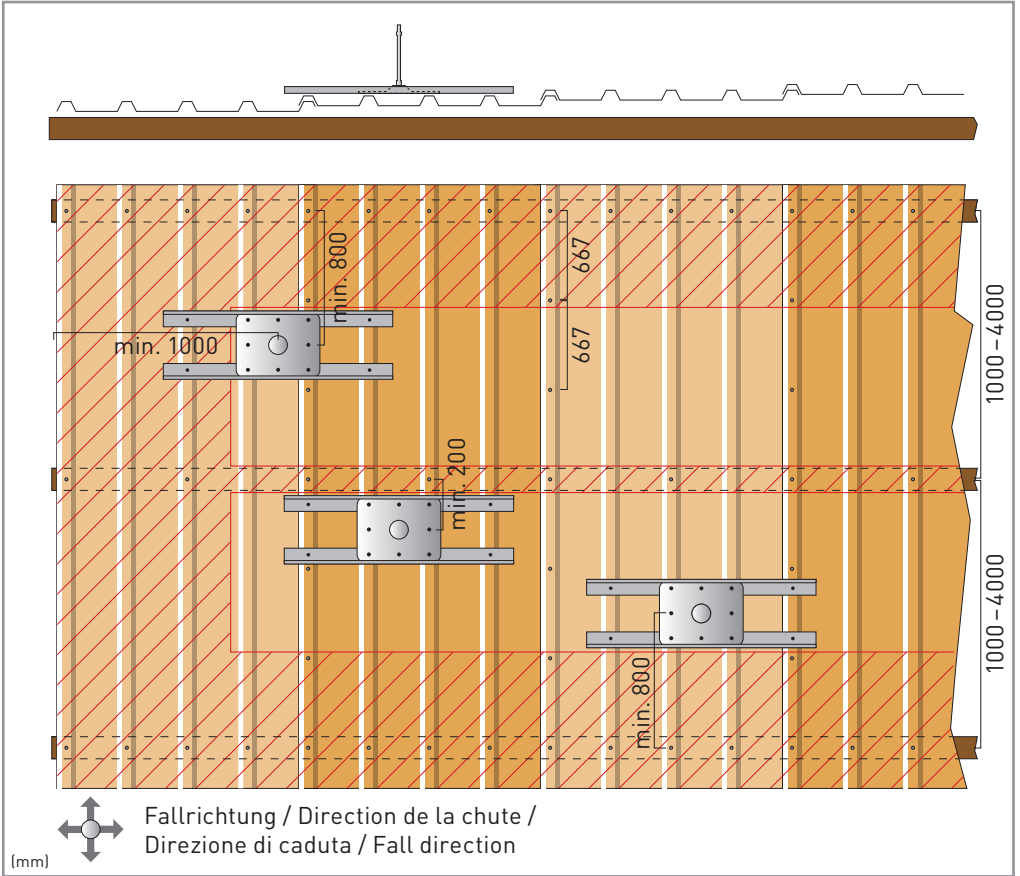 min. 800
667
min. 1000
667
1000–4000
min. 200
1000–4000
min. 800
Fallrichtung / Direction de la chute /
Direzione di caduta / Fall direction
(mm)